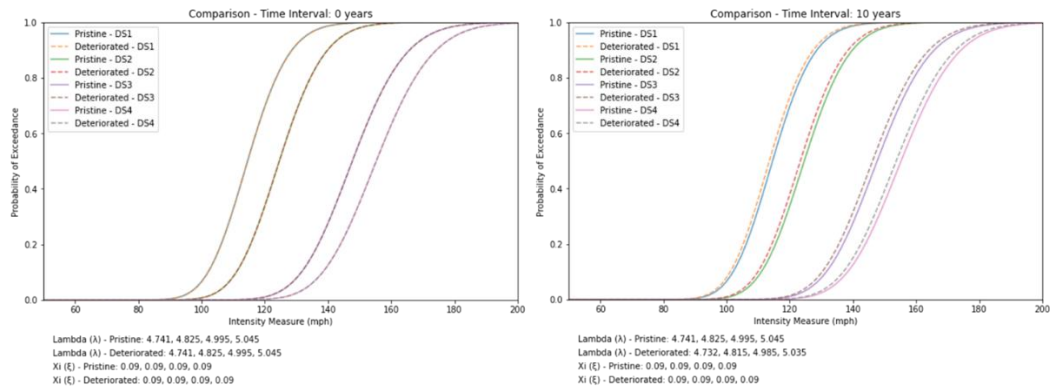 Comparison - Time Interval: 0 years
Probability of Exceedance
1.0
0.8
0.6
0.4
0.2
0.0
Pristine - DS1
Deteriorated - DS1
Pristine - DS2
Deteriorated - DS2
Pristine - DS3
Deteriorated - DS3
Pristine - DS4
Deteriorated - DS4
60 80 100 120 140 160 180 200
Intensity Measure (mph)
Lambda (λ) - Pristine: 4.741, 4.825, 4.995, 5.045
Lambda (λ) - Deteriorated: 4.741, 4.825, 4.995, 5.045
Xi (ξ) - Pristine: 0.09, 0.09, 0.09, 0.09
Xi (ξ) - Deteriorated: 0.09, 0.09, 0.09, 0.09
Comparison - Time Interval: 10 years
Probability of Exceedance
1.0
0.8
0.6
0.4
0.2
0.0
Pristine - DS1
Deteriorated - DS1
Pristine - DS2
Deteriorated - DS2
Pristine - DS3
Deteriorated - DS3
Pristine - DS4
Deteriorated - DS4
60 80 100 120 140 160 180 200
Intensity Measure (mph)
Lambda (λ) - Pristine: 4.741, 4.825, 4.995, 5.045
Lambda (λ) - Deteriorated: 4.732, 4.815, 4.985, 5.035
Xi (ξ) - Pristine: 0.09, 0.09, 0.09, 0.09
Xi (ξ) - Deteriorated: 0.09, 0.09, 0.09, 0.09